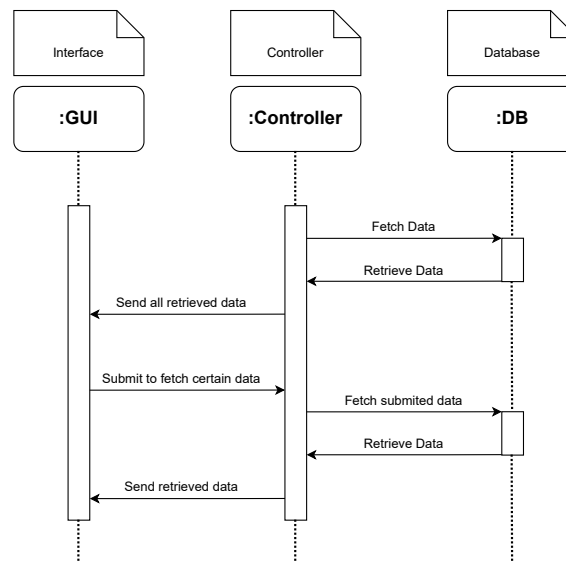 Interface
Controller
Database
:GUI
:Controller
:DB
Fetch Data
Retrieve Data
Send all retrieved data
Submit to fetch certain data
Fetch submited data
Retrieve Data
Send retrieved data